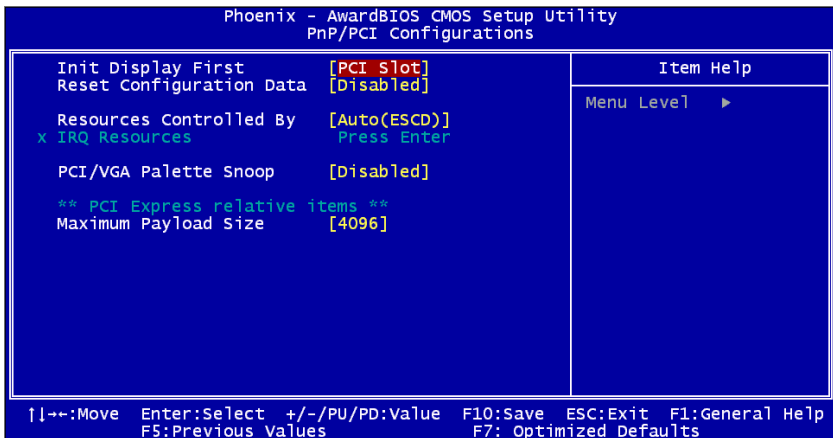 Phoenix - AwardBIOS CMOS Setup Utility
PnP/PCI Configurations
Init Display First [PCI Slot]
Reset Configuration Data [Disabled]
Resources Controlled By [Auto(ESCD)]
x IRQ Resources Press Enter
PCI/VGA Palette Snoop [Disabled]
** PCI Express relative items **
Maximum Payload Size [4096]
Item Help
Menu Level ►
↑↓→←:Move Enter:Select +/-/PU/PD:Value F10:Save ESC:Exit F1:General Help
F5:Previous Values F7: Optimized Defaults